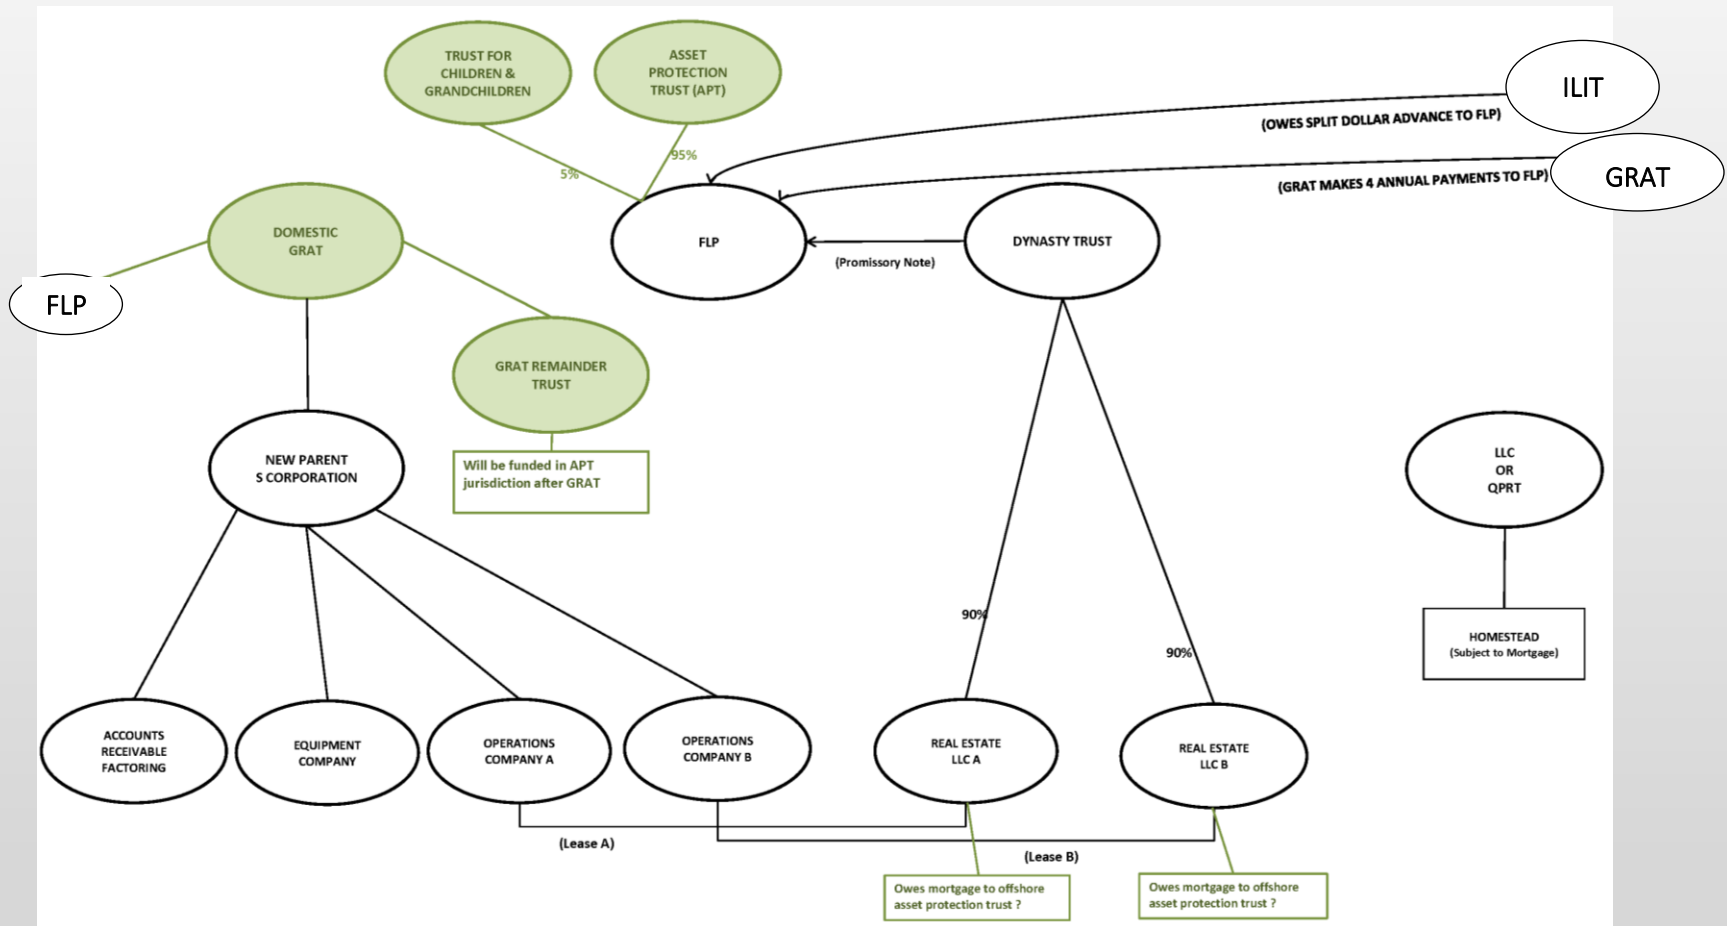 TRUST FOR
CHILDREN &
GRANDCHILDREN
ASSET
PROTECTION
TRUST (APT)
ILIT
(OWES SPLIT DOLLAR ADVANCE TO FLP)
95%
5%
GRAT
(GRAT MAKES 4 ANNUAL PAYMENTS TO FLP)
DOMESTIC
GRAT
FLP
DYNASTY TRUST
(Promissory Note)
FLP
GRAT REMAINDER
TRUST
NEW PARENT
S CORPORATION
Will be funded in APT
jurisdiction after GRAT
LLC
OR
QPRT
90%
90%
HOMESTEAD
(Subject to Mortgage)
ACCOUNTS
RECEIVABLE
FACTORING
EQUIPMENT
COMPANY
OPERATIONS
COMPANY A
OPERATIONS
COMPANY B
REAL ESTATE
LLC A
REAL ESTATE
LLC B
(Lease A)
(Lease B)
Owes mortgage to offshore
asset protection trust ?
Owes mortgage to offshore
asset protection trust ?